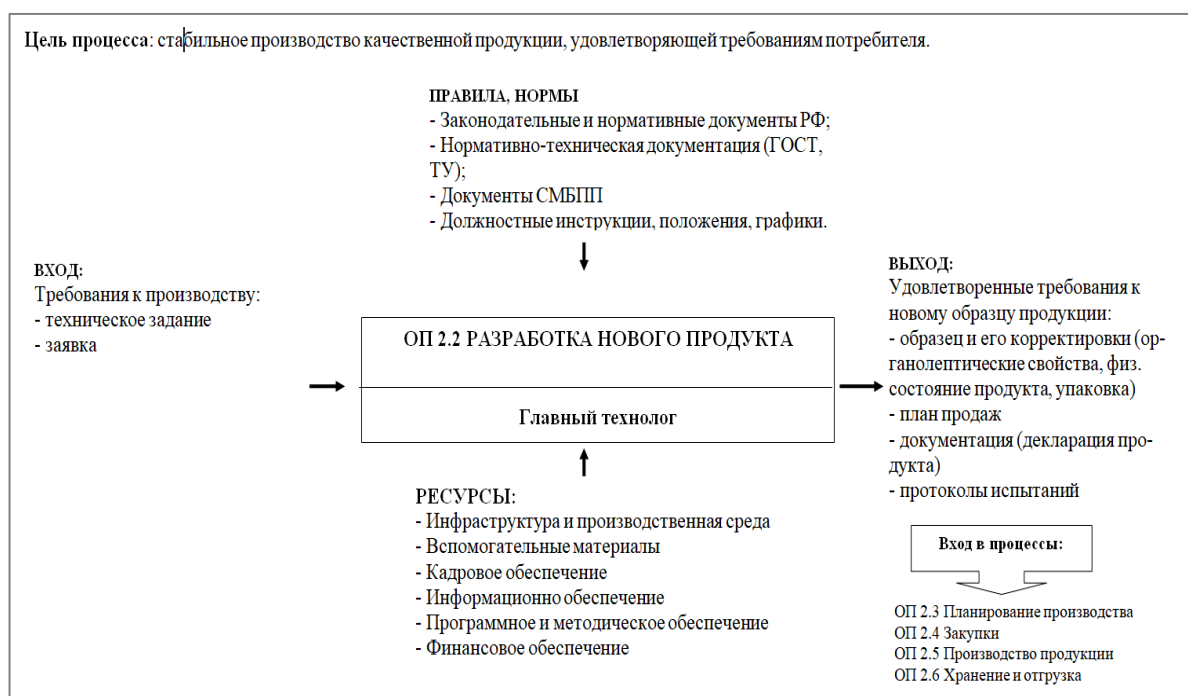 Цель процесса: стабильное производство качественной продукции, удовлетворяющей требованиям потребителя.
ПРАВИЛА, НОРМЫ
- Законодательные и нормативные документы РФ;
- Нормативно-техническая документация (ГОСТ,
ТУ);
- Документы СМБПП
- Должностные инструкции, положения, графики.
ВХОД:
Требования к производству:
- техническое задание
- заявка
ОП 2.2 РАЗРАБОТКА НОВОГО ПРОДУКТА
Главный технолог
ВЫХОД:
Удовлетворенные требования к
новому образцу продукции:
- образец и его корректировки (ор-
ганолептические свойства, физ.
состояние продукта, упаковка)
- план продаж
- документация (декларация про-
дукта)
- протоколы испытаний
РЕСУРСЫ:
- Инфраструктура и производственная среда
- Вспомогательные материалы
- Кадровое обеспечение
- Информационно обеспечение
- Программное и методическое обеспечение
- Финансовое обеспечение
Вход в процессы:
ОП 2.3 Планирование производства
ОП 2.4 Закупки
ОП 2.5 Производство продукции
ОП 2.6 Хранение и отгрузка